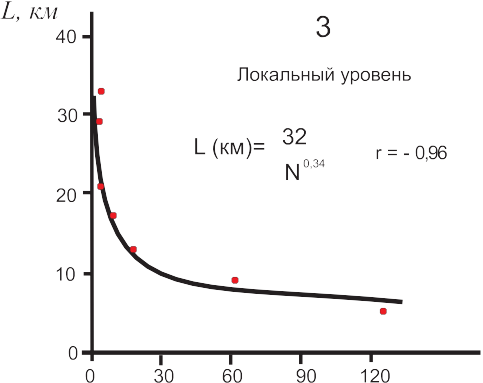 L, км
3
40
Локальный уровень
30
L (км)= 32
N 0,34
r = - 0,96
20
10
0
0 30 60 90 120